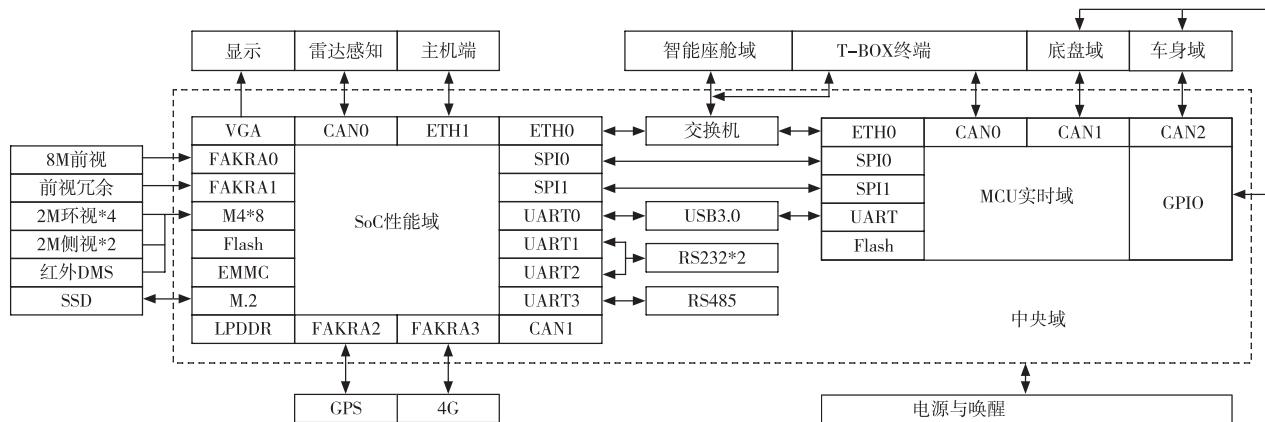 显示 雷达感知 主机端 智能座舱域 T-BOX终端 底盘域 车身域
VGA CAN0 ETH1 ETH0 交换机 ETH0 CAN0 CAN1 CAN2
8M前视 FAKRA0 SPI0 SPI0
前视冗余 FAKRA1 SPI1 SPI1
2M环视*4 M4*8 SoC性能域 UART0 USB3.0 UART MCU实时域 GPIO
2M侧视*2 Flash UART1 Flash
RS232*2
红外DMS EMMC UART2
SSD M.2 UART3 RS485
中央域
LPDDR FAKRA2 FAKRA3 CAN1
GPS 4G 电源与唤醒